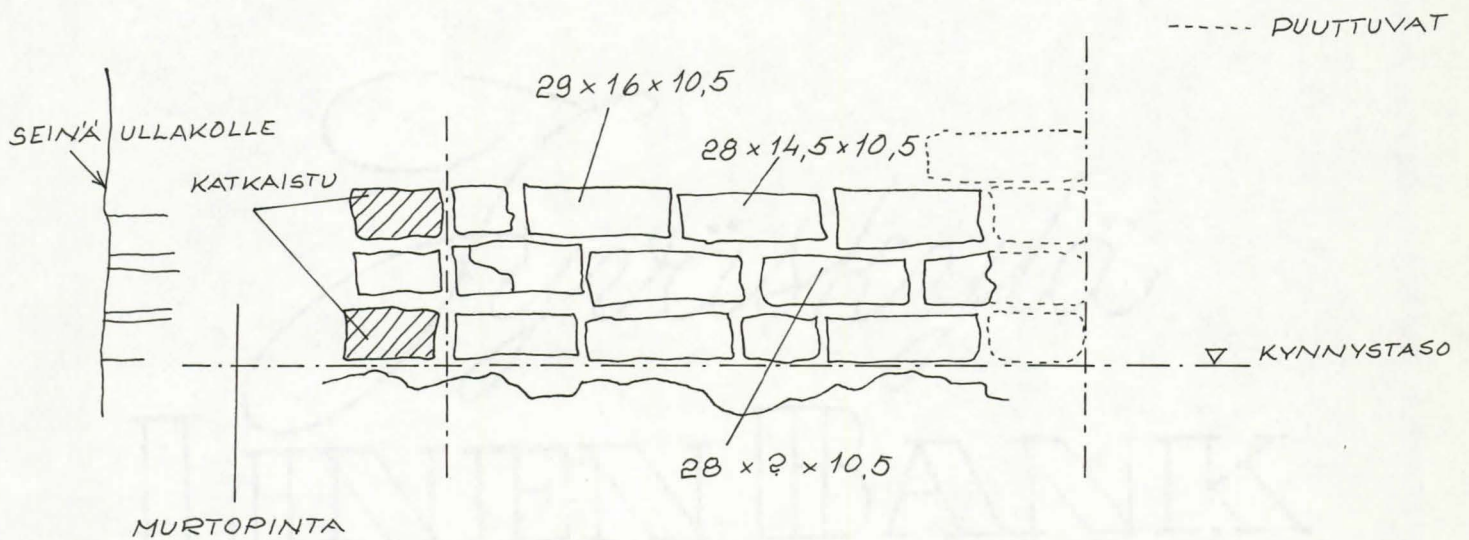 ------ PUUTTUVAT
29 x 16 x 10,5
SEINÄ ULLAKOLLE
28 x 14,5 x 10,5
KATKAISTU
KYNNYSTASO
28 x ? x 10,5
MURTOPINTA